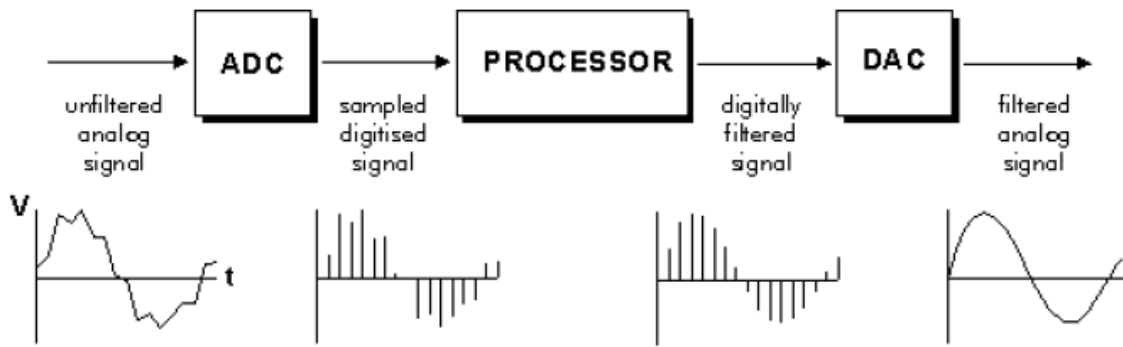 ADC
PROCESSOR
DAC
unfiltered
analog
signal
sampled
digitised
signal
digitally
filtered
signal
filtered
analog
signal
V
t